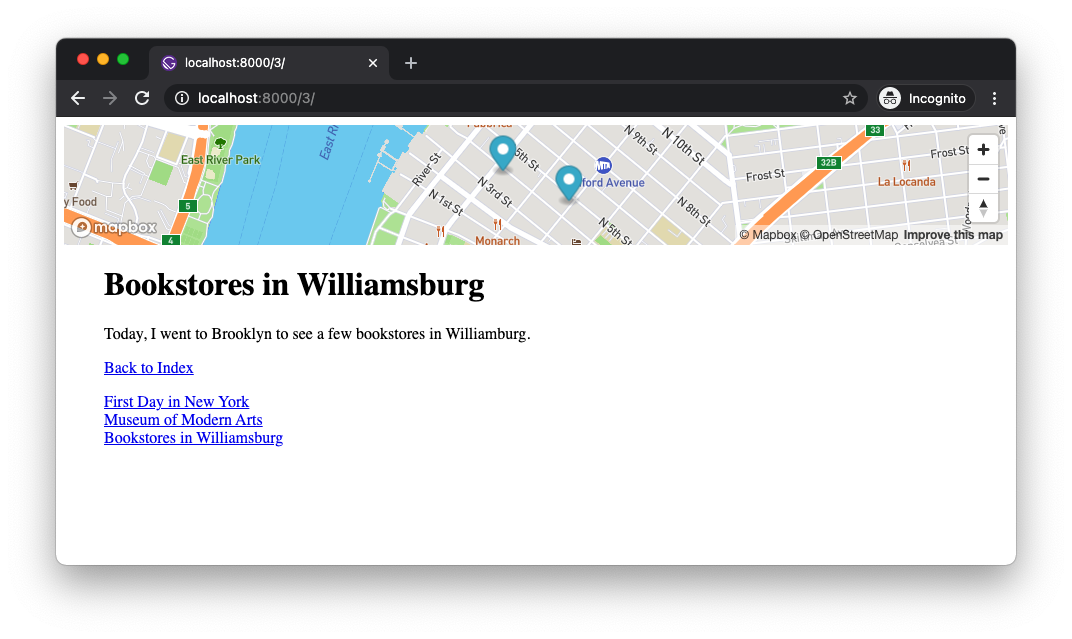 localhost:8000/3/
localhost:8000/3/
Incognito
East River Park
River St
5th St
N 9th St
N 10th St
33
32B
Frost St
Frost St
La Locanda
ford Avenue
N 3rd St
N 1st St
N 8th St
N 5th St
y Food
5
4
mapbox
Monarch
© Mapbox © OpenStreetMap Improve this map
Bookstores in Williamsburg
Today, I went to Brooklyn to see a few bookstores in Williamburg.
Back to Index
First Day in New York
Museum of Modern Arts
Bookstores in Williamsburg